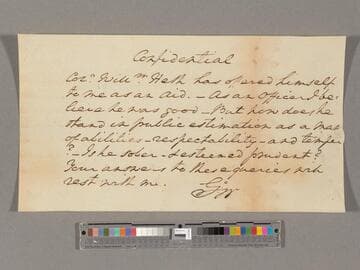 Confidential
Colo. Willm. Heth has offered himself
to me as an aid. — As an officer I be-
lieve he was good — But how does he
stand in public estimation as a man
of abilities — respectability — and temper
? — Is he sober — esteemed prudent?
Your answers to these queries will
rest with me.
GW